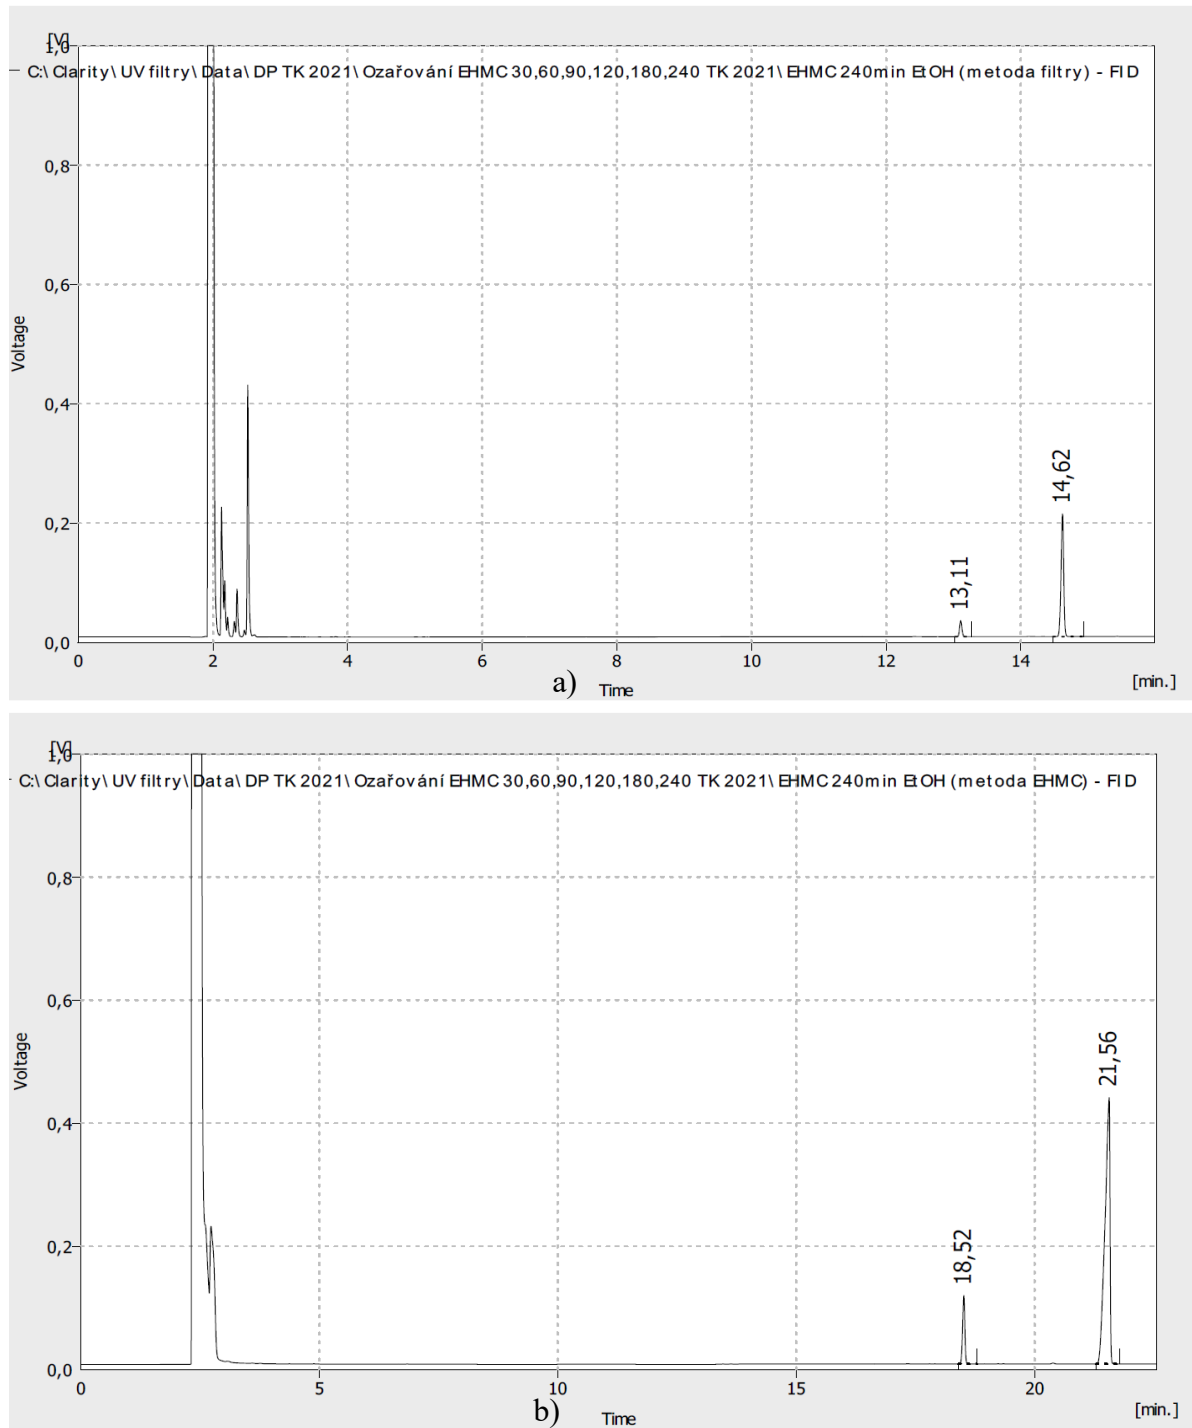 [V]
1,0
C:\Clarity\UV filtry\Data\DP TK 2021\Ozařování EHMC 30,60,90,120,180,240 TK 2021\EHMC 240min EtOH (metoda filtry) - FID
0,8
0,6
Voltage
0,4
14,62
0,2
13,11
0,0
0 2 4 6 8 10 12 14
a) Time [min.]
[V]
1,0
C:\Clarity\UV filtry\Data\DP TK 2021\Ozařování EHMC 30,60,90,120,180,240 TK 2021\EHMC 240min EtOH (metoda EHMC) - FID
0,8
0,6
Voltage
0,4
21,56
0,2
18,52
0,0
0 5 10 15 20
b) Time [min.]